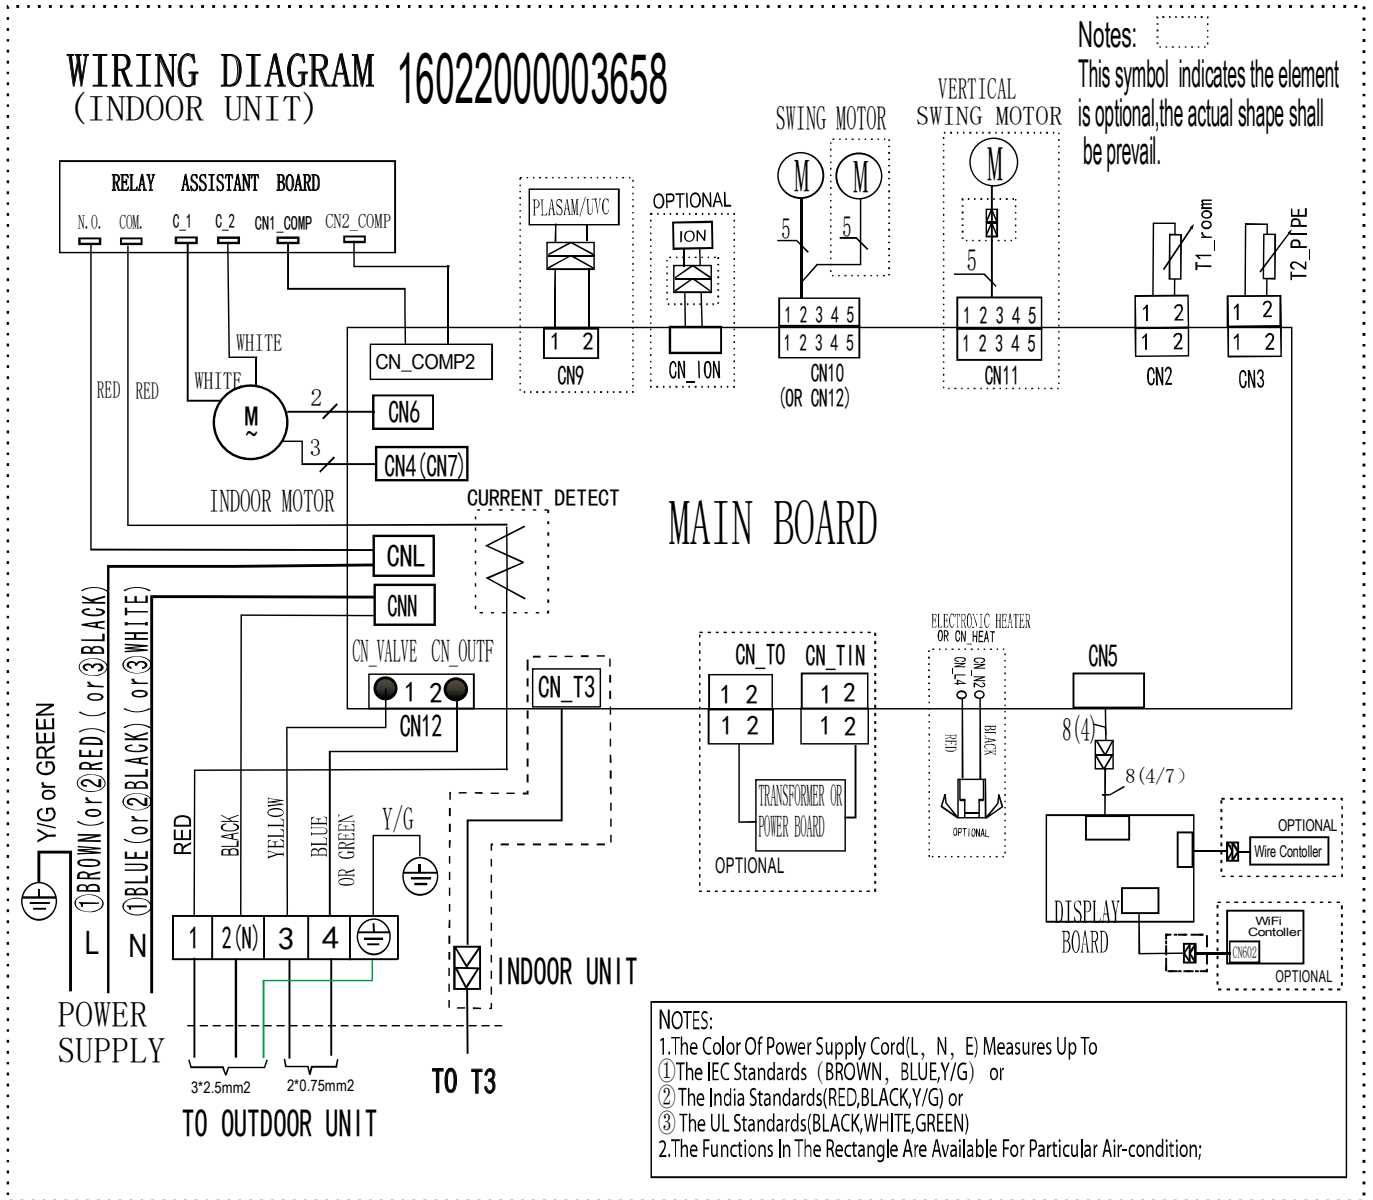 WIRING DIAGRAM 16022000003658
(INDOOR UNIT)
Notes:
This symbol indicates the element
is optional,the actual shape shall
be prevail.
RELAY ASSISTANT BOARD
N.O. COM. C_1 C_2 CN1_COMP CN2_COMP
PLASAM/UVC
1 2
CN9
OPTIONAL
ION
CN_ION
SWING MOTOR
M M
5 5
1 2 3 4 5
1 2 3 4 5
CN10
(OR CN12)
VERTICAL
SWING MOTOR
M
5
1 2 3 4 5
1 2 3 4 5
CN11
T1_room
1 2
1 2
CN2
T2_PIPE
1 2
1 2
CN3
WHITE
WHITE
RED RED
M
~
2
3
CN_COMP2
CN6
CN4(CN7)
INDOOR MOTOR
CURRENT DETECT
MAIN BOARD
CNL
CNN
CN_VALVE CN_OUTF
1 2
CN12
CN_T3
CN_TO CN_TIN
1 2 1 2
1 2 1 2
TRANSFORMER OR
POWER BOARD
OPTIONAL
ELECTRONIC HEATER
OR CN_HEAT
CN_L4 CN_N2
RED BLACK
OPTIONAL
CN5
8(4)
8(4/7)
DISPLAY
BOARD
OPTIONAL
Wire Contoller
WiFi
Contoller
CN602
OPTIONAL
Y/G or GREEN
①BROWN(or②RED)(or③BLACK)
①BLUE(or②BLACK)(or③WHITE)
L N
POWER
SUPPLY
RED
BLACK
YELLOW
BLUE
OR GREEN
Y/G
1 2(N) 3 4
3*2.5mm2 2*0.75mm2
TO OUTDOOR UNIT
INDOOR UNIT
TO T3
NOTES:
1.The Color Of Power Supply Cord(L, N, E) Measures Up To
①The IEC Standards (BROWN, BLUE,Y/G) or
② The India Standards(RED,BLACK,Y/G) or
③ The UL Standards(BLACK,WHITE,GREEN)
2.The Functions In The Rectangle Are Available For Particular Air-condition;